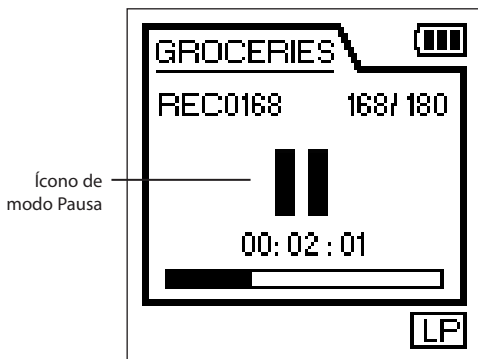 GROCERIES
REC0168 168/ 180
Ícono de
modo Pausa
00: 02 : 01
LP